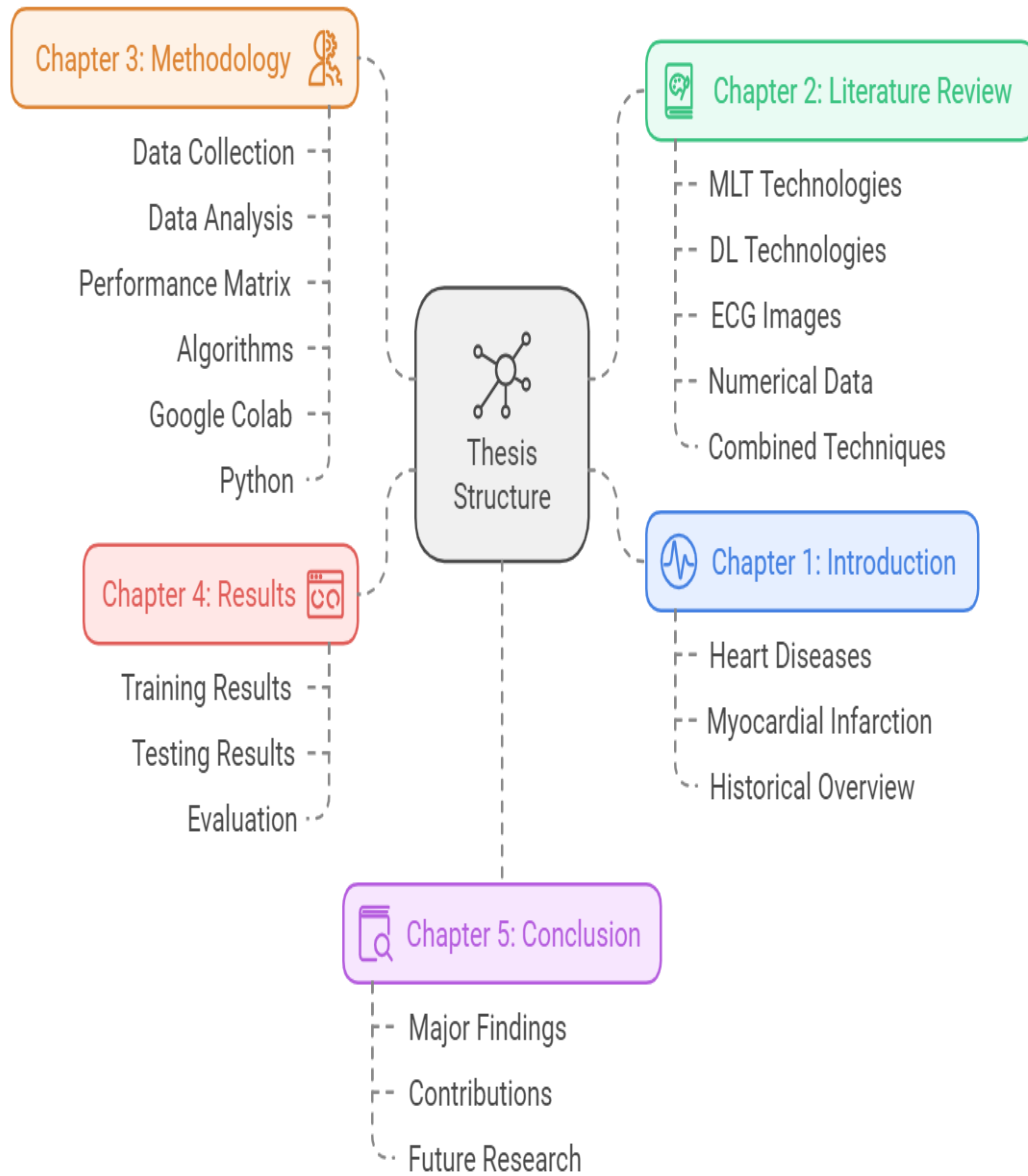 Chapter 3: Methodology
Data Collection
Data Analysis
Performance Matrix
Algorithms
Google Colab
Python
Chapter 2: Literature Review
MLT Technologies
DL Technologies
ECG Images
Numerical Data
Combined Techniques
Thesis
Structure
Chapter 4: Results
Training Results
Testing Results
Evaluation
Chapter 1: Introduction
Heart Diseases
Myocardial Infarction
Historical Overview
Chapter 5: Conclusion
Major Findings
Contributions
Future Research